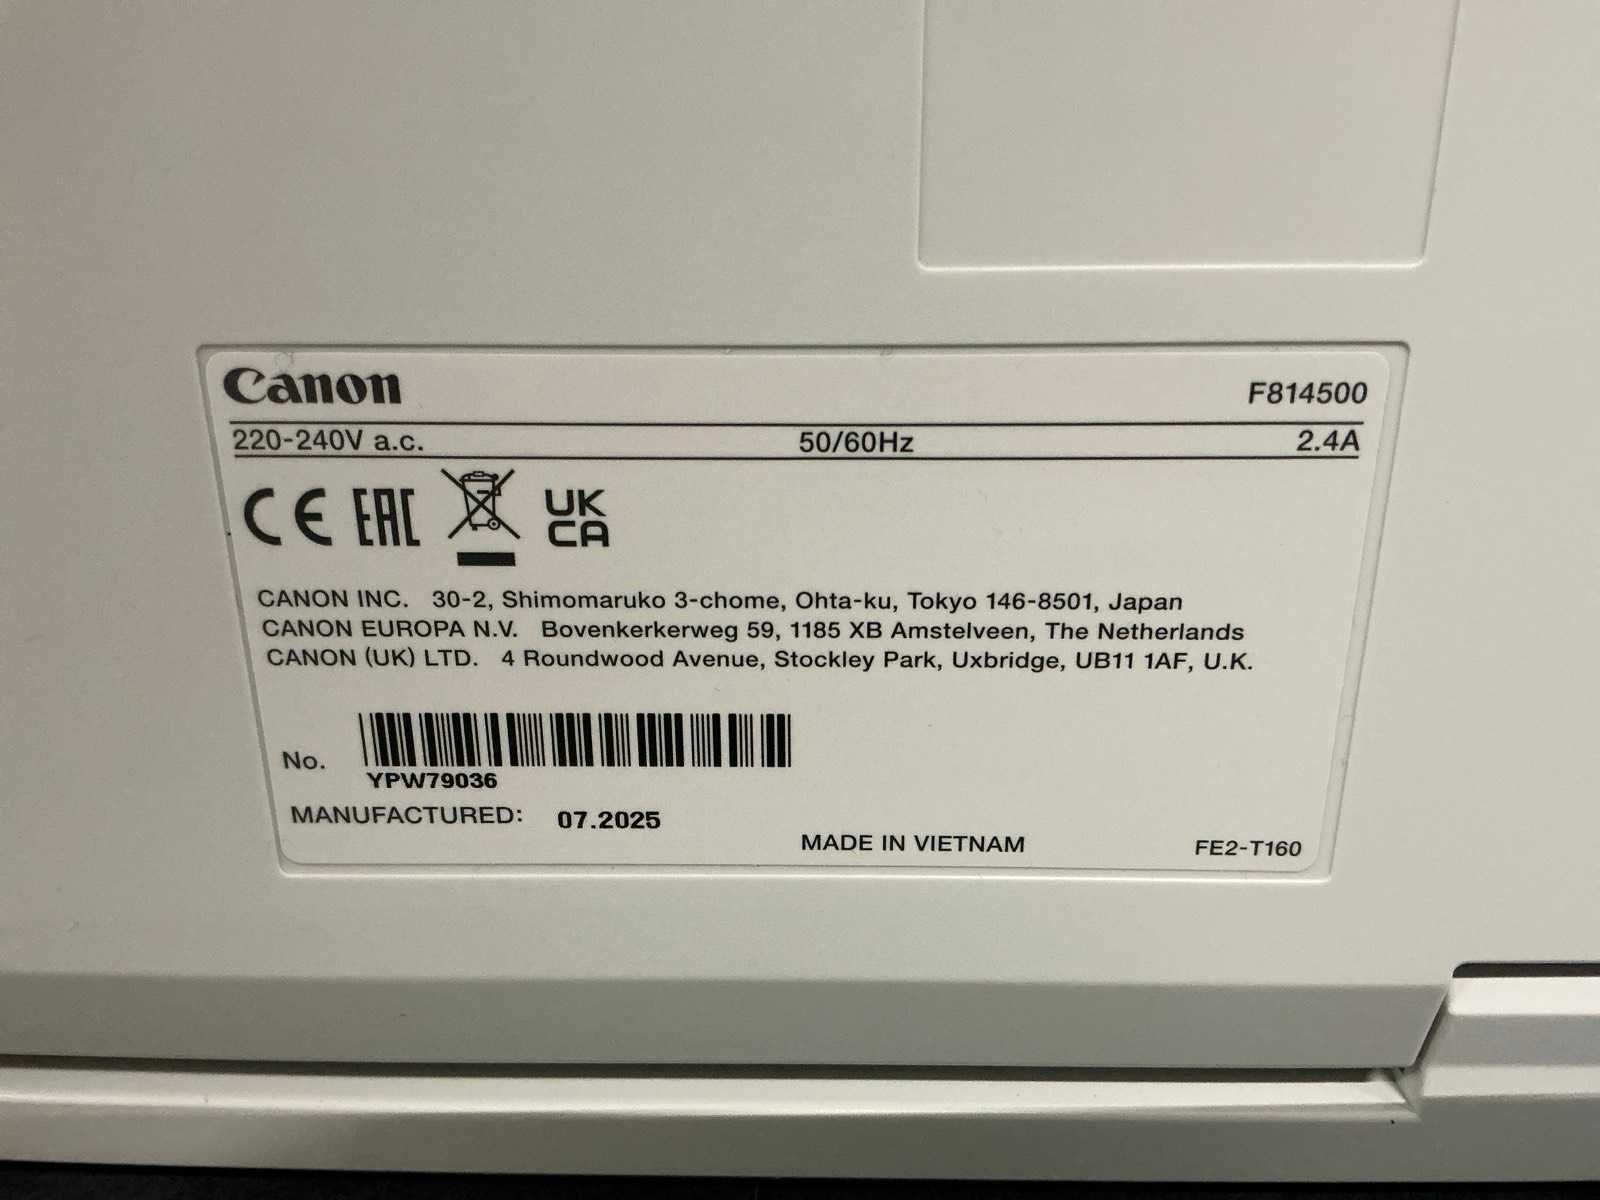 Canon F814500
220-240V a.c. 50/60Hz 2.4A
CE EAC UK
CA
CANON INC. 30-2, Shimomaruko 3-chome, Ohta-ku, Tokyo 146-8501, Japan
CANON EUROPA N.V. Bovenkerkerweg 59, 1185 XB Amstelveen, The Netherlands
CANON (UK) LTD. 4 Roundwood Avenue, Stockley Park, Uxbridge, UB11 1AF, U.K.
No.
YPW79036
MANUFACTURED: 07.2025
MADE IN VIETNAM FE2-T160